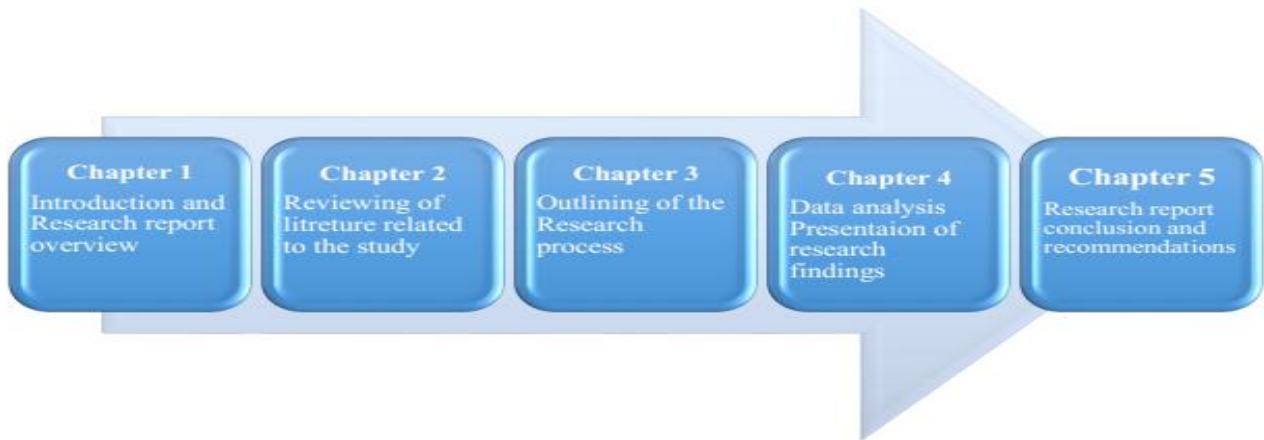 Chapter 1
Introduction and
Research report
overview
Chapter 2
Reviewing of
litreture related
to the study
Chapter 3
Outlining of the
Research
process
Chapter 4
Data analysis
Presentaion of
research
findings
Chapter 5
Research report
conclusion and
recommendations